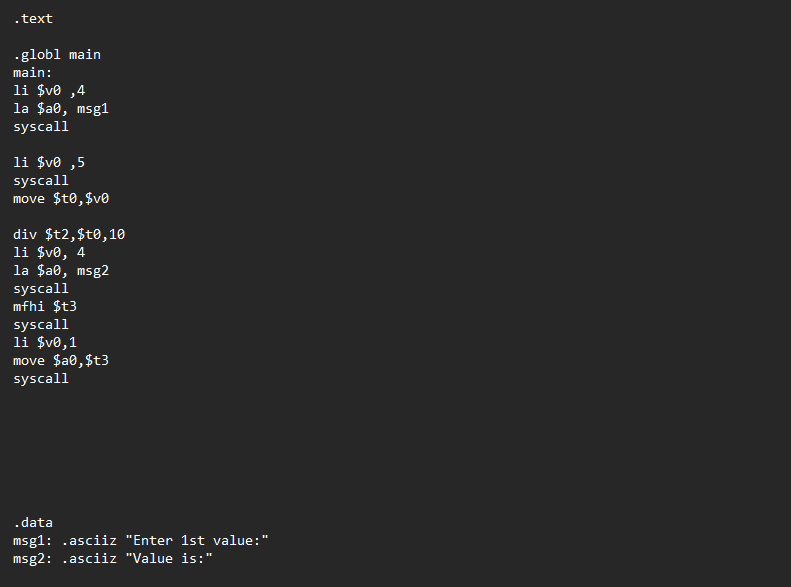 .text
.globl main
main:
li $v0 ,4
la $a0, msg1
syscall
li $v0 ,5
syscall
move $t0,$v0
div $t2,$t0,10
li $v0, 4
la $a0, msg2
syscall
mfhi $t3
syscall
li $v0,1
move $a0,$t3
syscall
.data
msg1: .asciiz "Enter 1st value:"
msg2: .asciiz "Value is:"